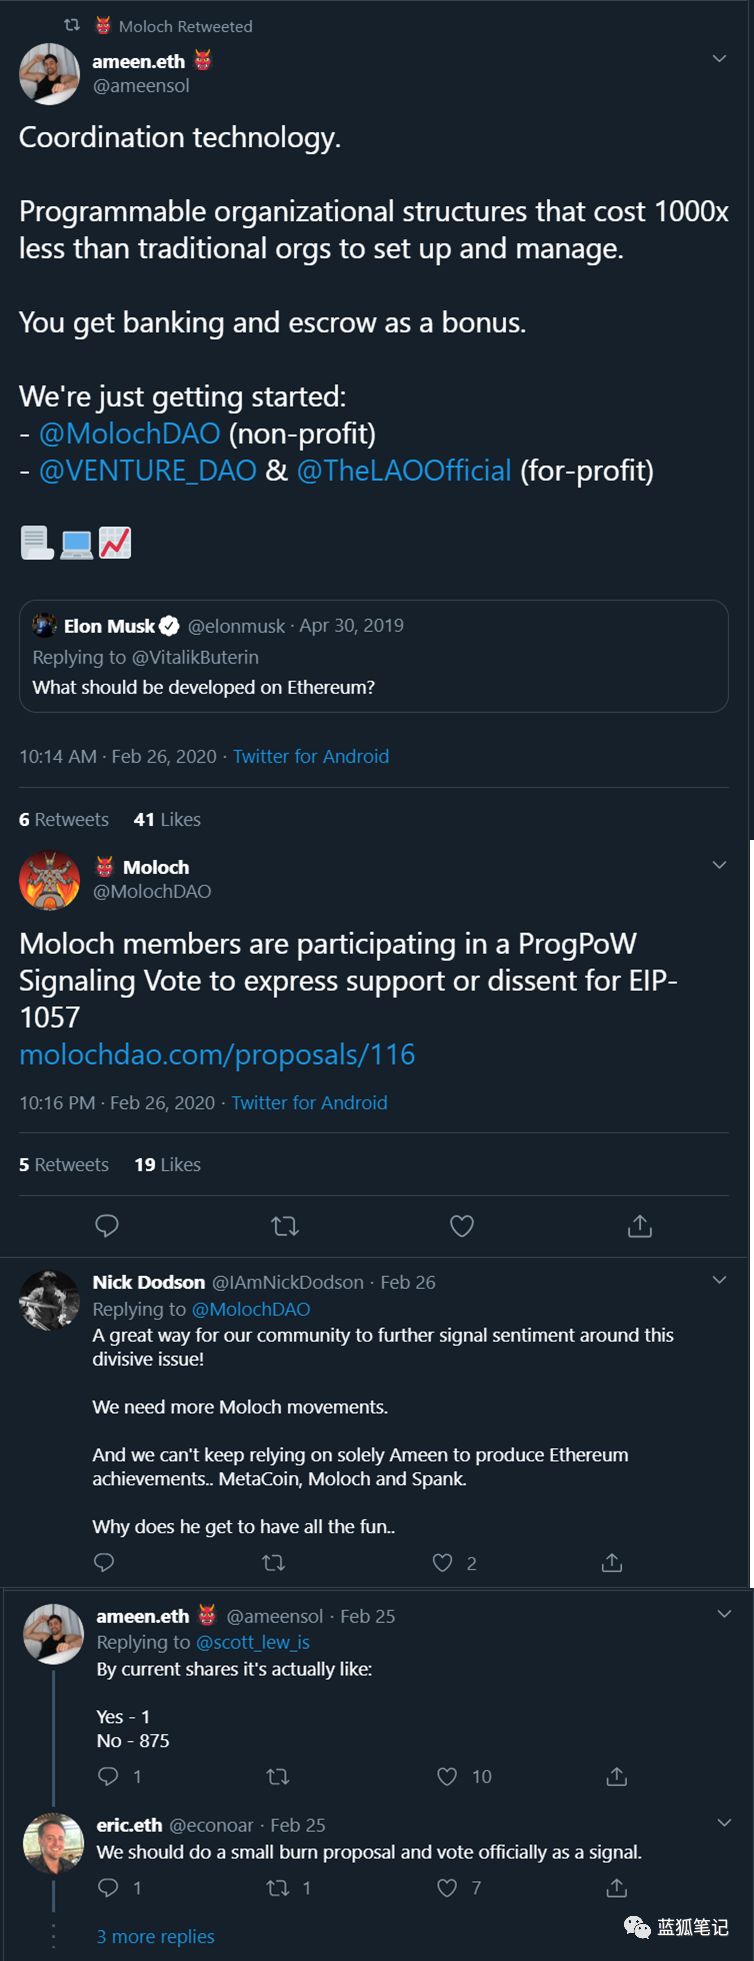 Moloch Retweeted
ameen.eth
@ameensol
Coordination technology.
Programmable organizational structures that cost 1000x
less than traditional orgs to set up and manage.
You get banking and escrow as a bonus.
We're just getting started:
- @MolochDAO (non-profit)
- @VENTURE_DAO & @TheLAOOfficial (for-profit)
Elon Musk @elonmusk · Apr 30, 2019
Replying to @VitalikButerin
What should be developed on Ethereum?
10:14 AM · Feb 26, 2020 · Twitter for Android
6 Retweets 41 Likes
Moloch
@MolochDAO
Moloch members are participating in a ProgPoW
Signaling Vote to express support or dissent for EIP-
1057
molochdao.com/proposals/116
10:16 PM · Feb 26, 2020 · Twitter for Android
5 Retweets 19 Likes
Nick Dodson @IAmNickDodson · Feb 26
Replying to @MolochDAO
A great way for our community to further signal sentiment around this
divisive issue!
We need more Moloch movements.
And we can't keep relying on solely Ameen to produce Ethereum
achievements.. MetaCoin, Moloch and Spank.
Why does he get to have all the fun..
2
ameen.eth @ameensol · Feb 25
Replying to @scott_lew_is
By current shares it's actually like:
Yes - 1
No - 875
1 10
eric.eth @econoar · Feb 25
We should do a small burn proposal and vote officially as a signal.
1 1 7
3 more replies
蓝狐笔记